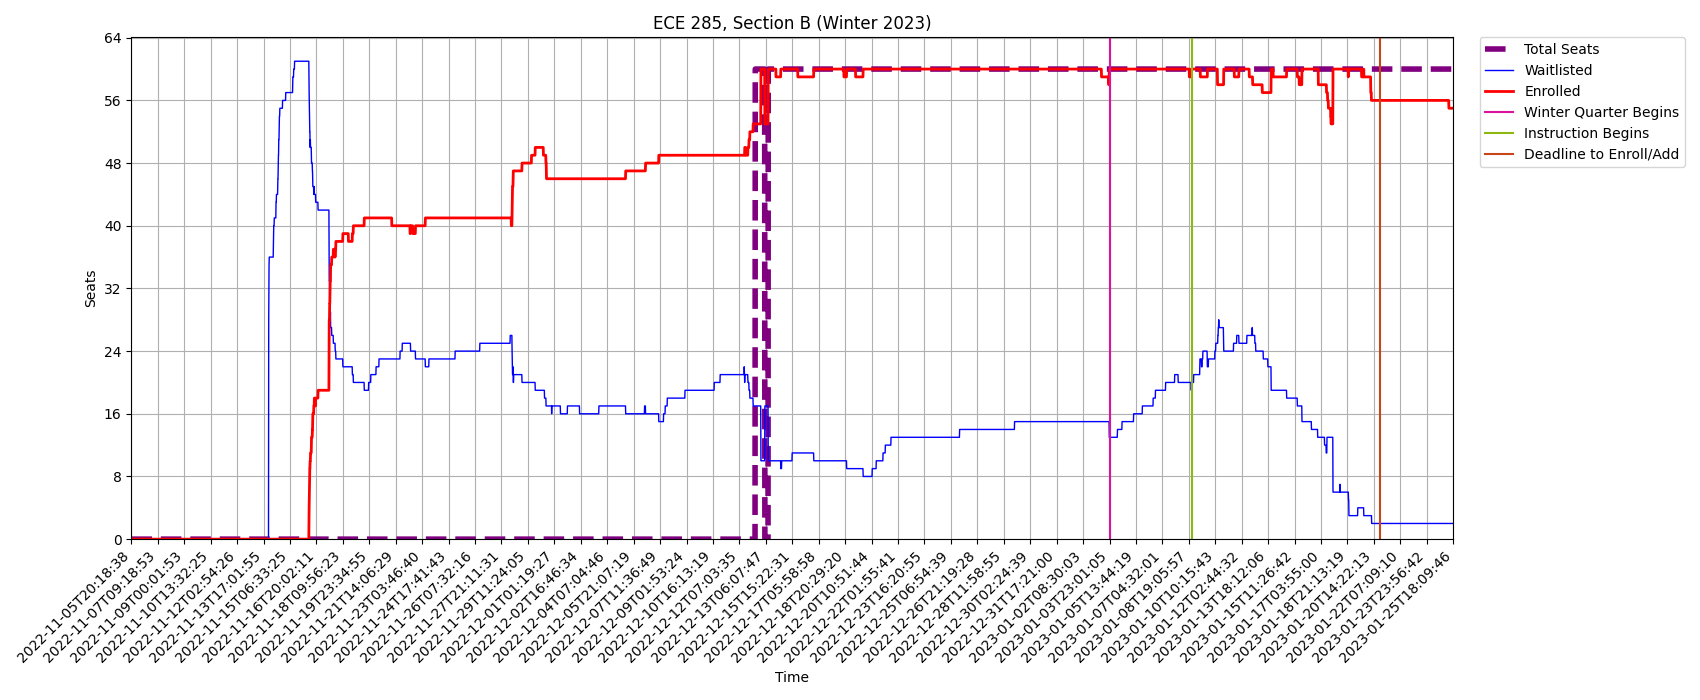 ECE 285, Section B (Winter 2023)
64
56
48
40
32
24
16
8
0
Seats
2022-11-05T20:18:38
2022-11-07T09:18:53
2022-11-09T00:01:53
2022-11-10T13:32:25
2022-11-12T02:54:26
2022-11-13T17:01:55
2022-11-15T06:33:25
2022-11-16T20:02:11
2022-11-18T09:56:23
2022-11-19T23:34:55
2022-11-21T14:06:29
2022-11-23T03:46:40
2022-11-24T17:41:43
2022-11-26T07:32:16
2022-11-27T21:11:31
2022-11-29T11:24:05
2022-12-01T01:19:27
2022-12-02T16:46:34
2022-12-04T07:04:46
2022-12-05T21:07:19
2022-12-07T11:36:49
2022-12-09T01:53:24
2022-12-10T16:13:19
2022-12-12T07:03:35
2022-12-13T06:07:47
2022-12-15T15:22:31
2022-12-17T05:58:58
2022-12-18T20:29:20
2022-12-20T10:51:44
2022-12-22T01:55:41
2022-12-23T16:20:55
2022-12-25T06:54:39
2022-12-26T21:19:28
2022-12-28T11:58:55
2022-12-30T02:24:39
2022-12-31T17:21:00
2023-01-02T08:30:03
2023-01-03T23:01:05
2023-01-05T13:44:19
2023-01-07T04:32:01
2023-01-08T19:05:57
2023-01-10T10:15:43
2023-01-12T02:44:32
2023-01-13T18:12:06
2023-01-15T11:26:42
2023-01-17T03:55:00
2023-01-18T21:13:19
2023-01-20T14:22:13
2023-01-22T07:09:10
2023-01-23T23:56:42
2023-01-25T18:09:46
Time
Total Seats
Waitlisted
Enrolled
Winter Quarter Begins
Instruction Begins
Deadline to Enroll/Add